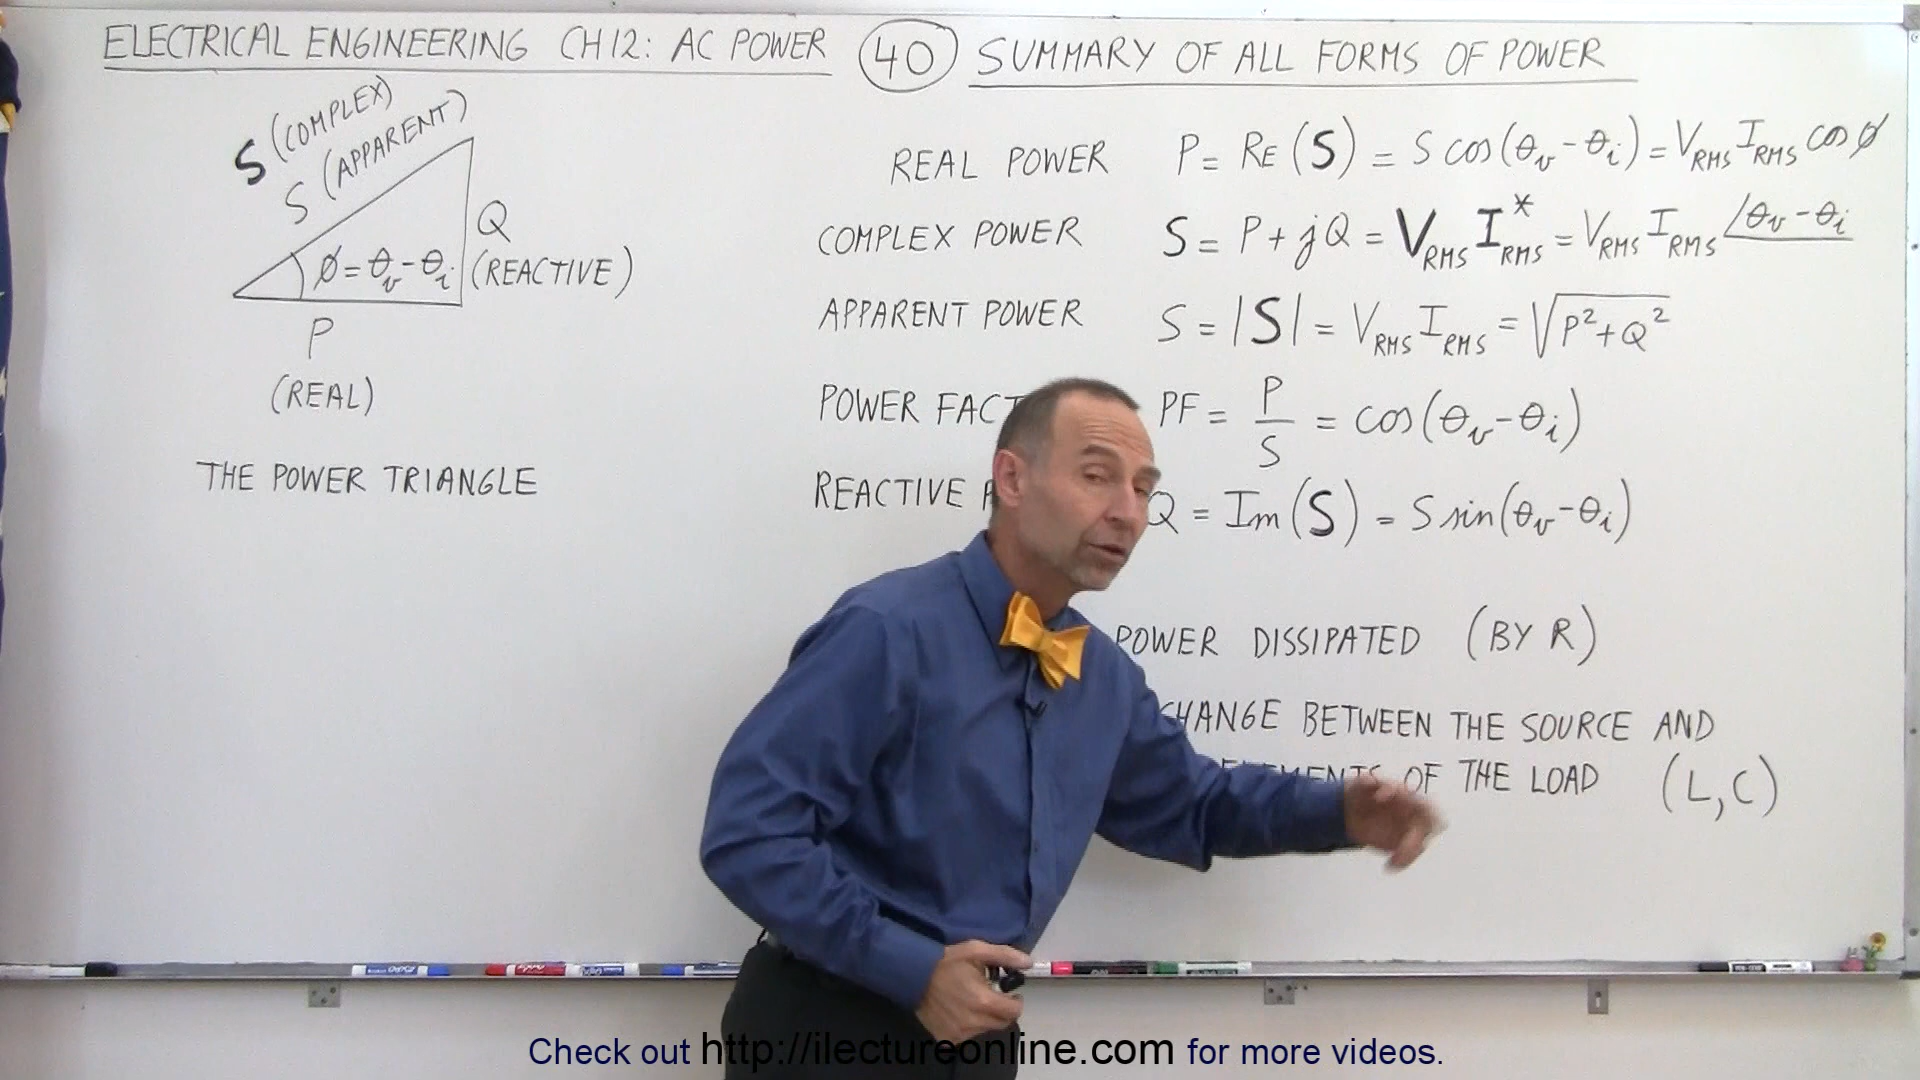 ELECTRICAL ENGINEERING CH12: AC POWER 40 SUMMARY OF ALL FORMS OF POWER
S (COMPLEX)
S (APPARENT)
Q
(REACTIVE)
ϕ = θv - θi
P
(REAL)
THE POWER TRIANGLE
REAL POWER P = RE (S) = S cos(θv - θi) = VRMS IRMS cos ϕ
COMPLEX POWER S = P + jQ = VRMS I*RMS = VRMS IRMS ∠θv - θi
APPARENT POWER S = |S| = VRMS IRMS = √P² + Q²
POWER PF = P/S = cos(θv - θi)
REACTIVE Q = Im(S) = S sin(θv - θi)
POWER DISSIPATED (BY R)
BETWEEN THE SOURCE AND
OF THE LOAD (L, C)
Check out http://ilectureonline.com for more videos.